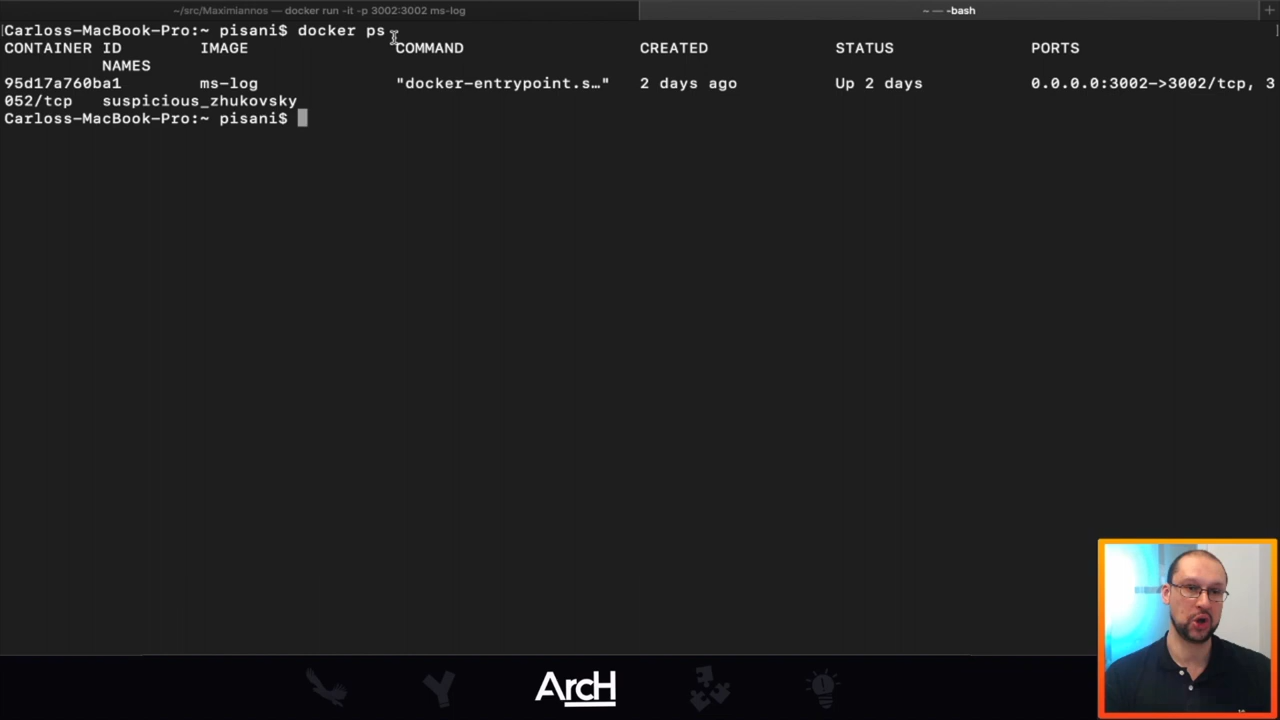 ~/src/Maximiannos — docker run -it -p 3002:3002 ms-log
~ — -bash
Carloss-MacBook-Pro:~ pisani$ docker ps
CONTAINER ID IMAGE COMMAND CREATED STATUS PORTS
NAMES
95d17a760ba1 ms-log "docker-entrypoint.s…" 2 days ago Up 2 days 0.0.0.0:3002->3002/tcp, 3
052/tcp suspicious_zhukovsky
Carloss-MacBook-Pro:~ pisani$
ArcH